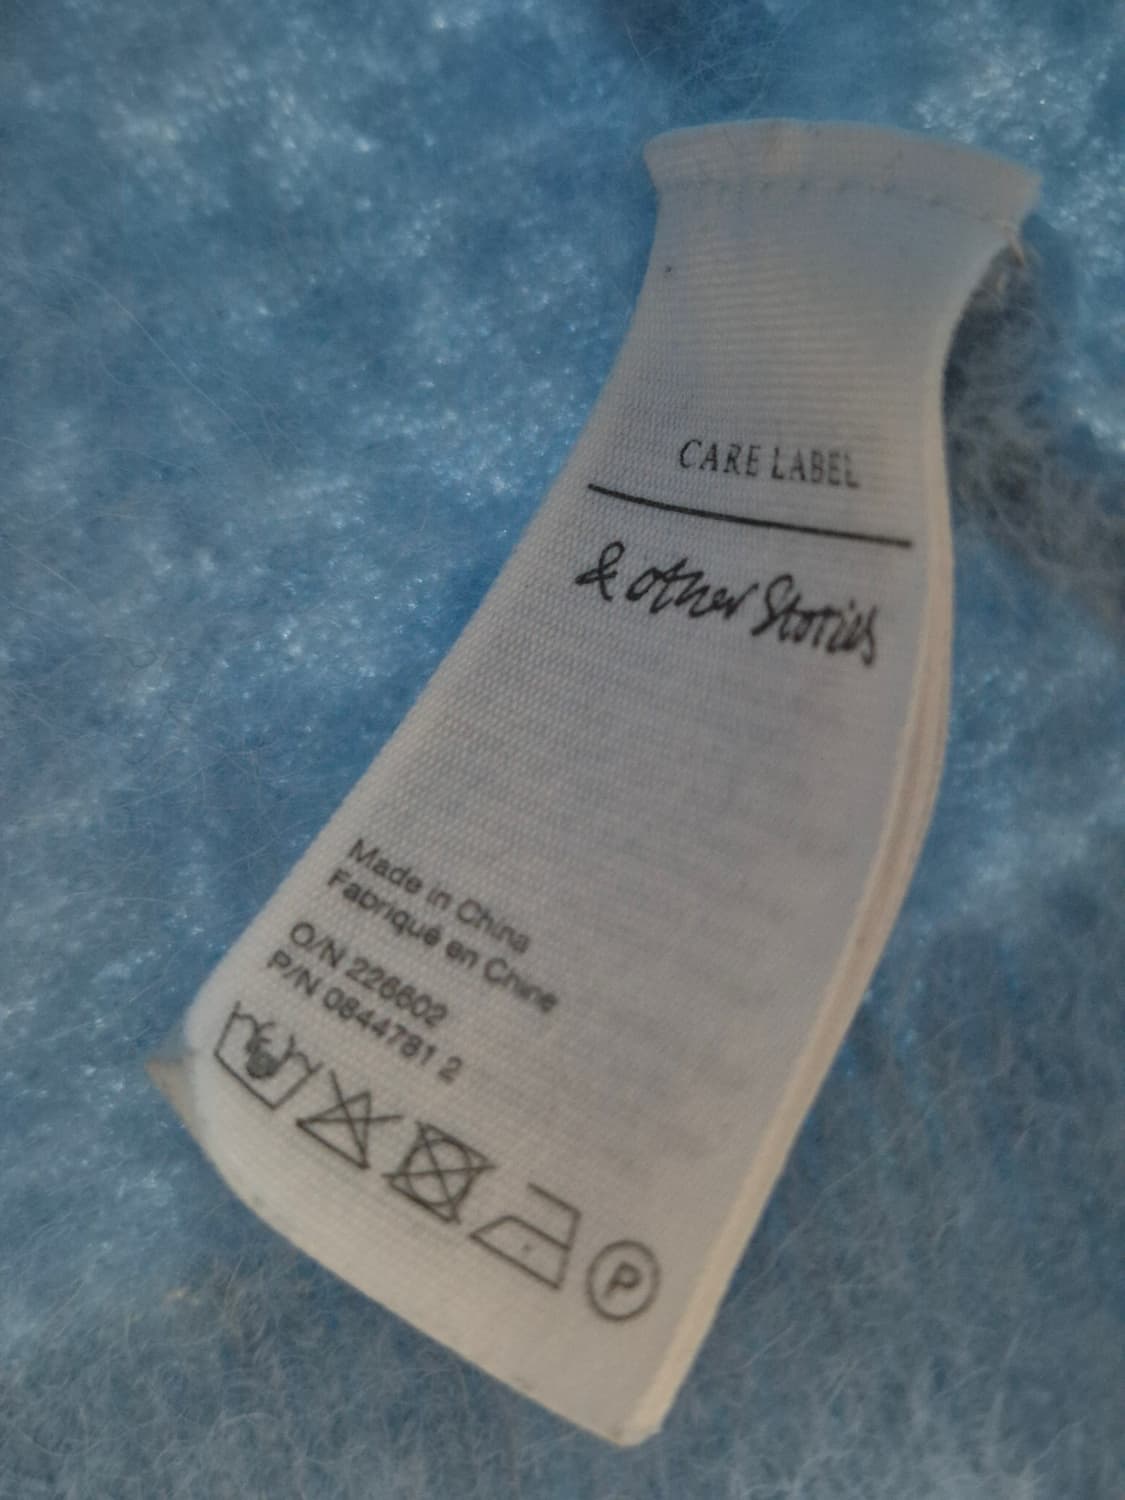 CARE LABEL
& other Stories
Made in China
Fabriqué en Chine
O/N 226602
P/N 0844781 2
P